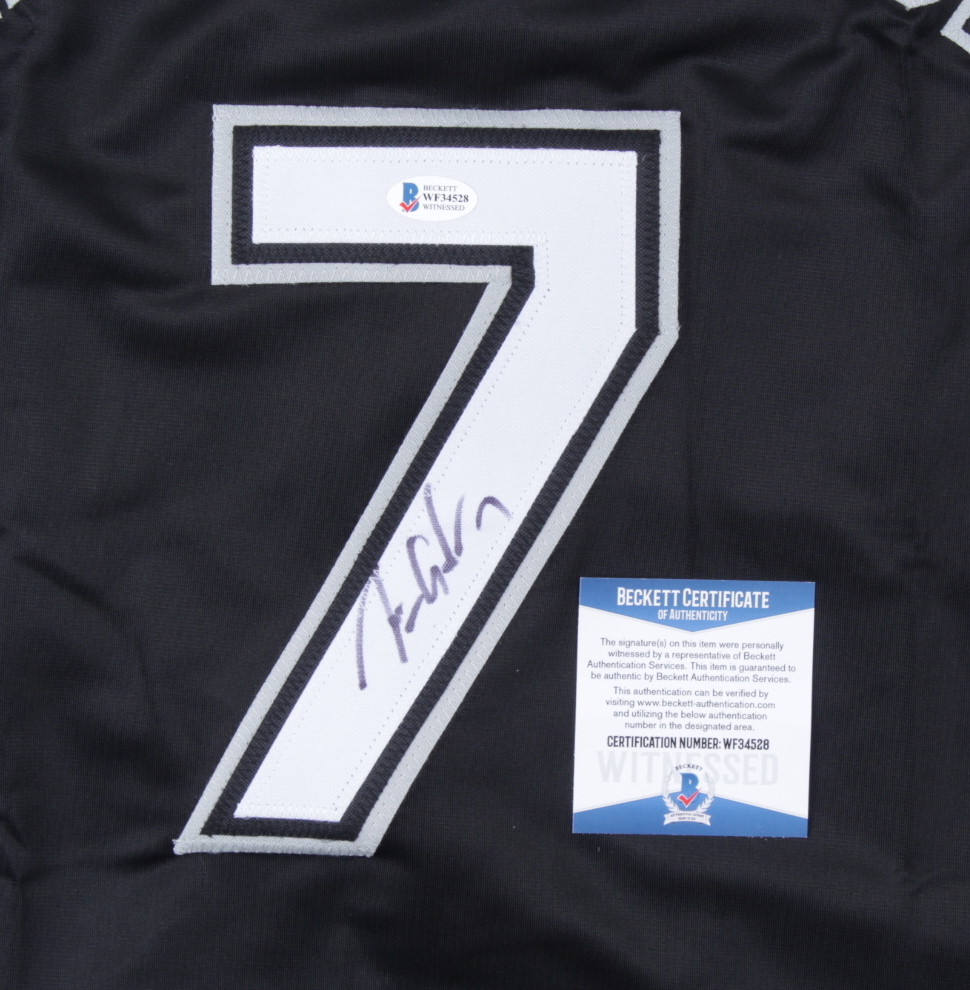 7
BECKETT
WF34528
WITNESSED
BECKETT CERTIFICATE
OF AUTHENTICITY
The signature(s) on this item were personally
witnessed by a representative of Beckett
Authentication Services. This item is guaranteed to
be authentic by Beckett Authentication Services.
This authentication can be verified by
visiting www.beckett-authentication.com
and utilizing the below authentication
number in the designated area.
CERTIFICATION NUMBER: WF34528
WITNESSED
BECKETT